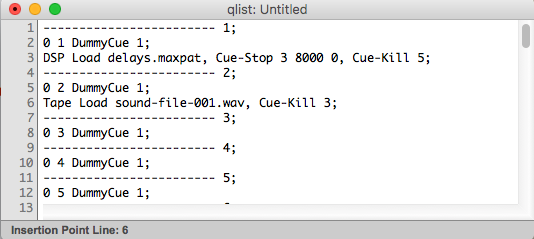 qlist: Untitled
1 ----------------------- 1;
2 0 1 DummyCue 1;
3 DSP Load delays.maxpat, Cue-Stop 3 8000 0, Cue-Kill 5;
4 ----------------------- 2;
5 0 2 DummyCue 1;
6 Tape Load sound-file-001.wav, Cue-Kill 3;
7 ----------------------- 3;
8 0 3 DummyCue 1;
9 ----------------------- 4;
10 0 4 DummyCue 1;
11 ----------------------- 5;
12 0 5 DummyCue 1;
13
Insertion Point Line: 6